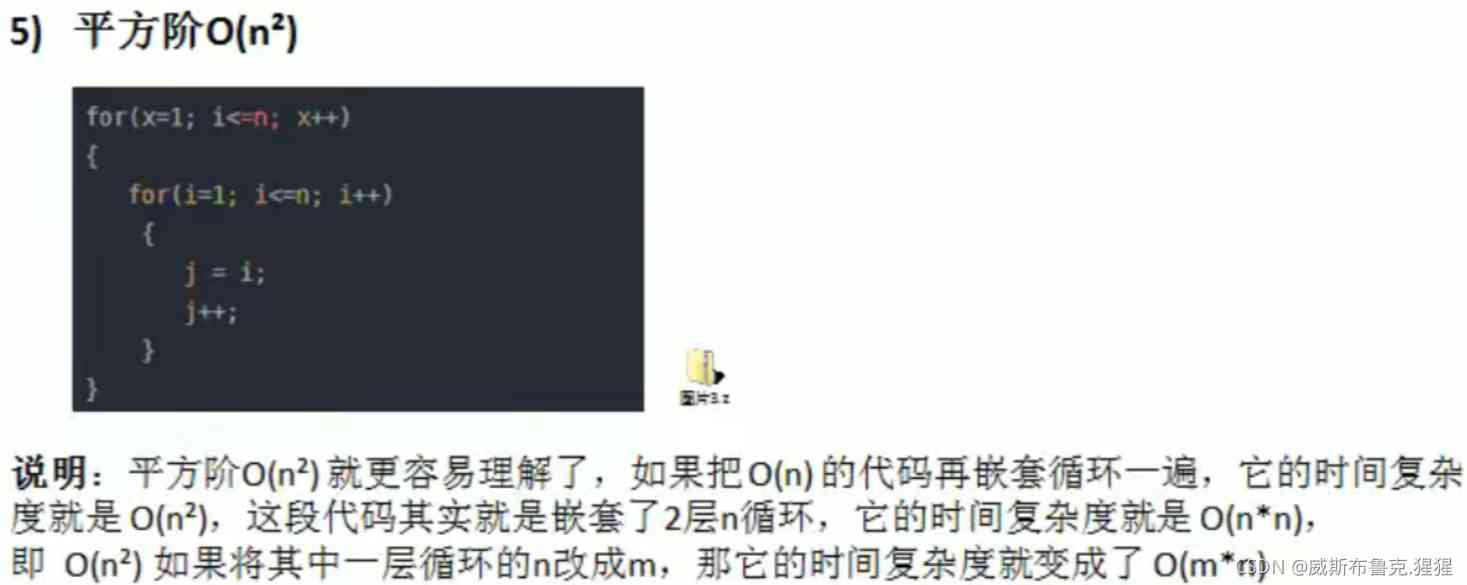 5) 平方阶O(n²)
for(x=1; i<=n; x++)
{
for(i=1; i<=n; i++)
{
j = i;
j++;
}
}
图片3.z
说明：平方阶O(n²) 就更容易理解了，如果把 O(n) 的代码再嵌套循环一遍，它的时间复杂
度就是 O(n²)，这段代码其实就是嵌套了2层n循环，它的时间复杂度就是 O(n*n)，
即 O(n²) 如果将其中一层循环的n改成m，那它的时间复杂度就变成了 O(m*n)
CSDN @威斯布鲁克.猩猩